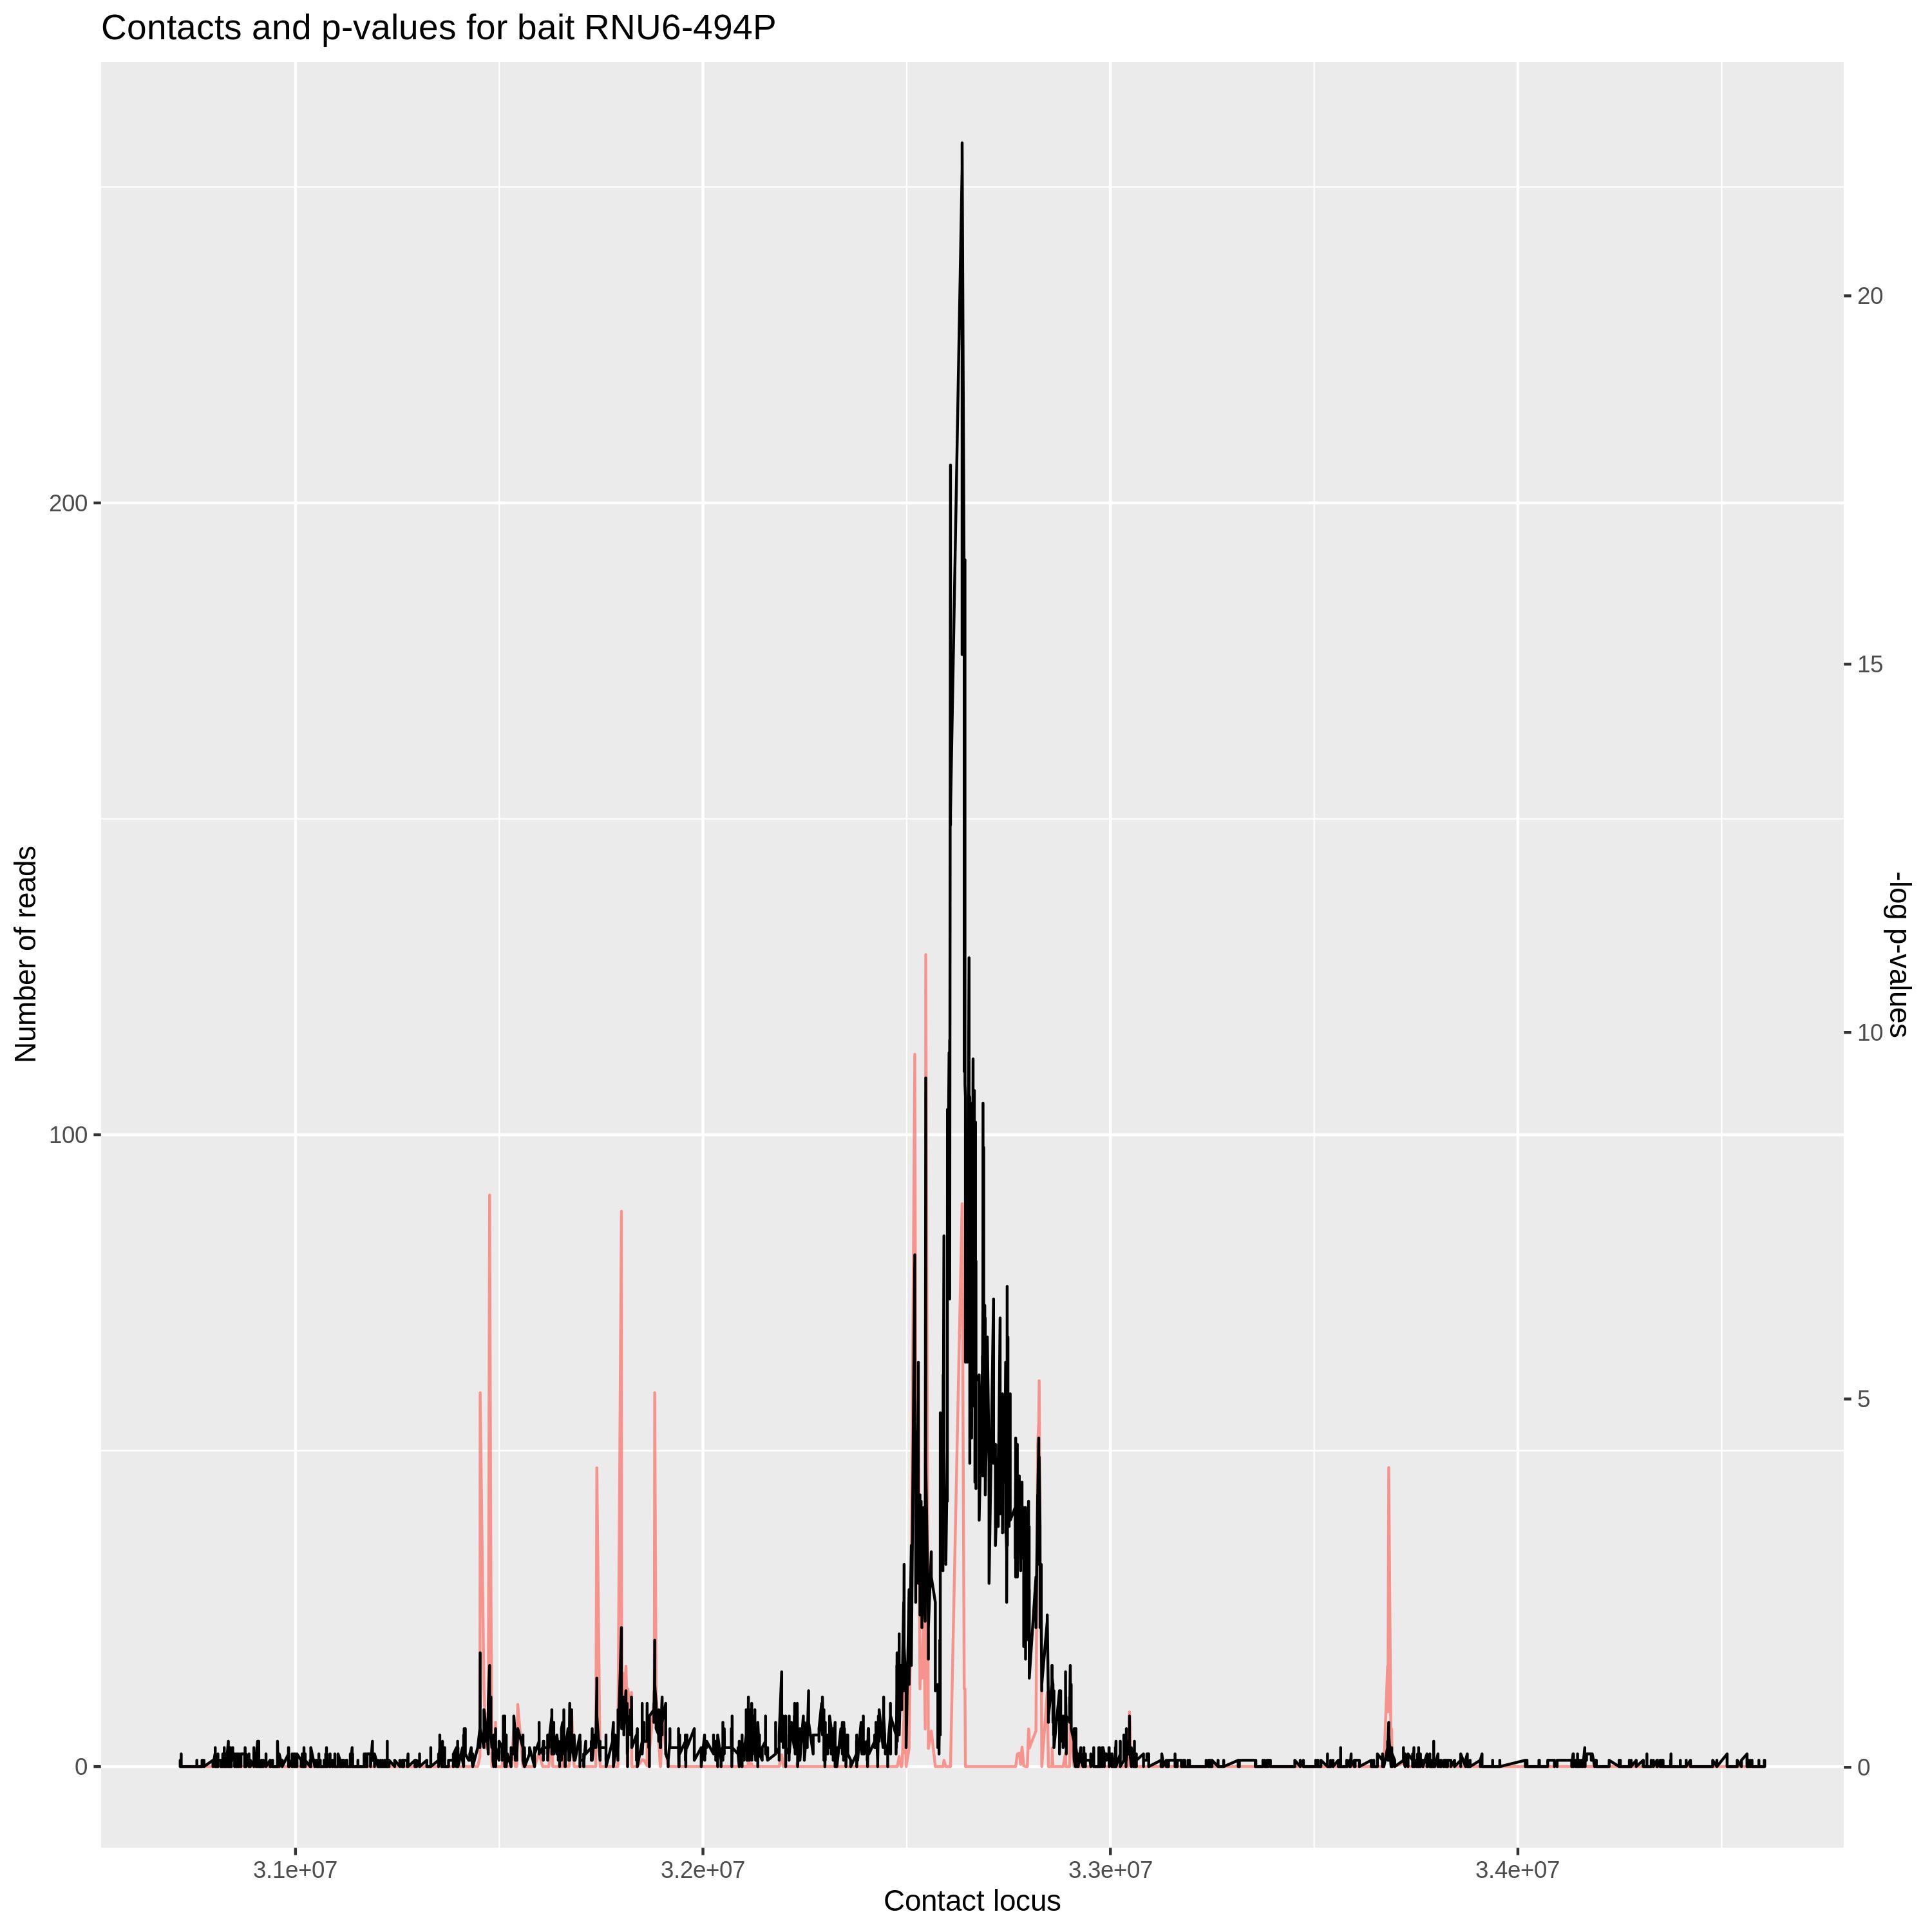 Contacts and p-values for bait RNU6-494P
Number of reads
200
100
0
20
15
10
5
0
-log p-values
3.1e+07 3.2e+07 3.3e+07 3.4e+07
Contact locus